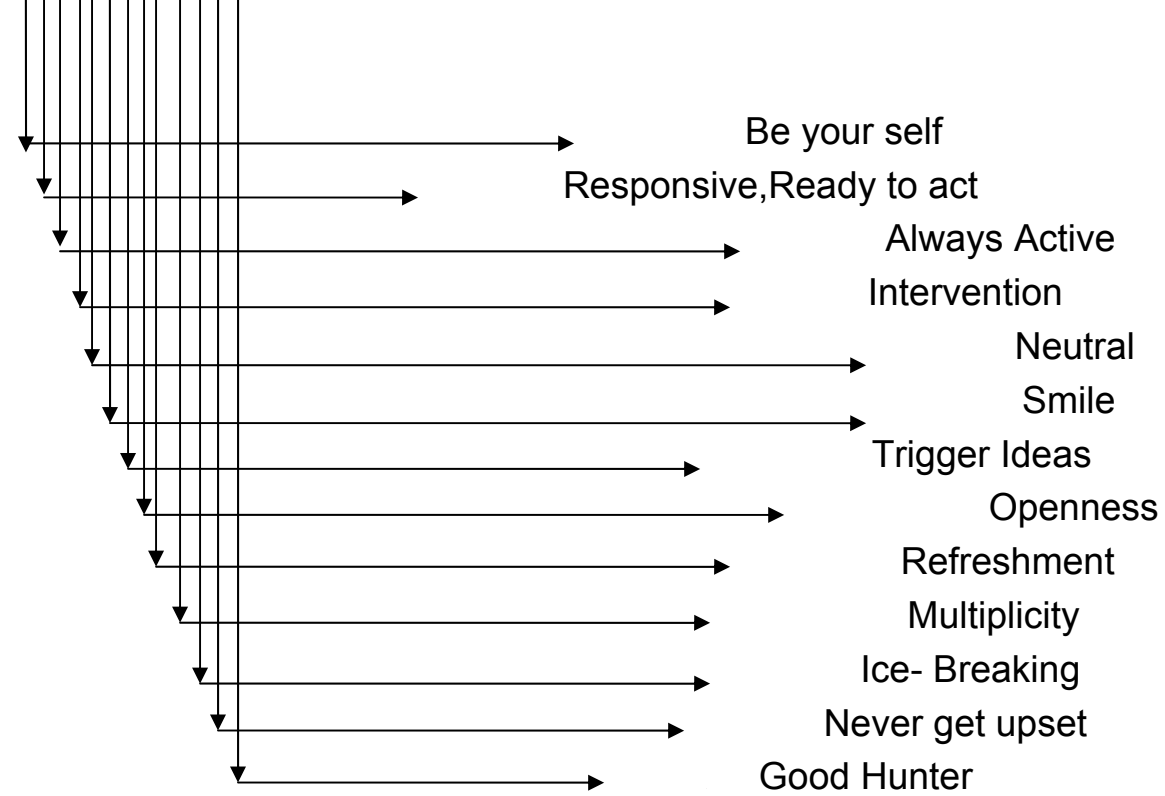 Be your self
Responsive,Ready to act
Always Active
Intervention
Neutral
Smile
Trigger Ideas
Openness
Refreshment
Multiplicity
Ice- Breaking
Never get upset
Good Hunter